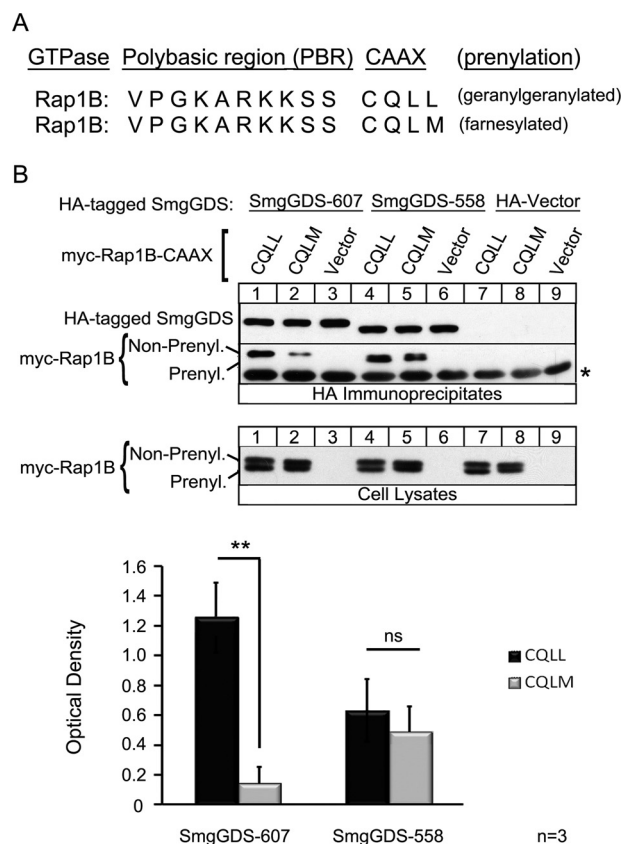 A
GTPase Polybasic region (PBR) CAAX (prenylation)
Rap1B: V P G K A R K K S S C Q L L (geranylgeranylated)
Rap1B: V P G K A R K K S S C Q L M (farnesylated)
B
HA-tagged SmgGDS: SmgGDS-607 SmgGDS-558 HA-Vector
myc-Rap1B-CAAX [ CQLL CQLM Vector CQLL CQLM Vector CQLL CQLM Vector
1 2 3 4 5 6 7 8 9
HA-tagged SmgGDS
myc-Rap1B { Non-Prenyl.
Prenyl. *
HA Immunoprecipitates
1 2 3 4 5 6 7 8 9
myc-Rap1B { Non-Prenyl.
Prenyl.
Cell Lysates
Optical Density
1.6
1.4
1.2
1.0
0.8
0.6
0.4
0.2
0
**
ns
CQLL
CQLM
SmgGDS-607 SmgGDS-558 n=3